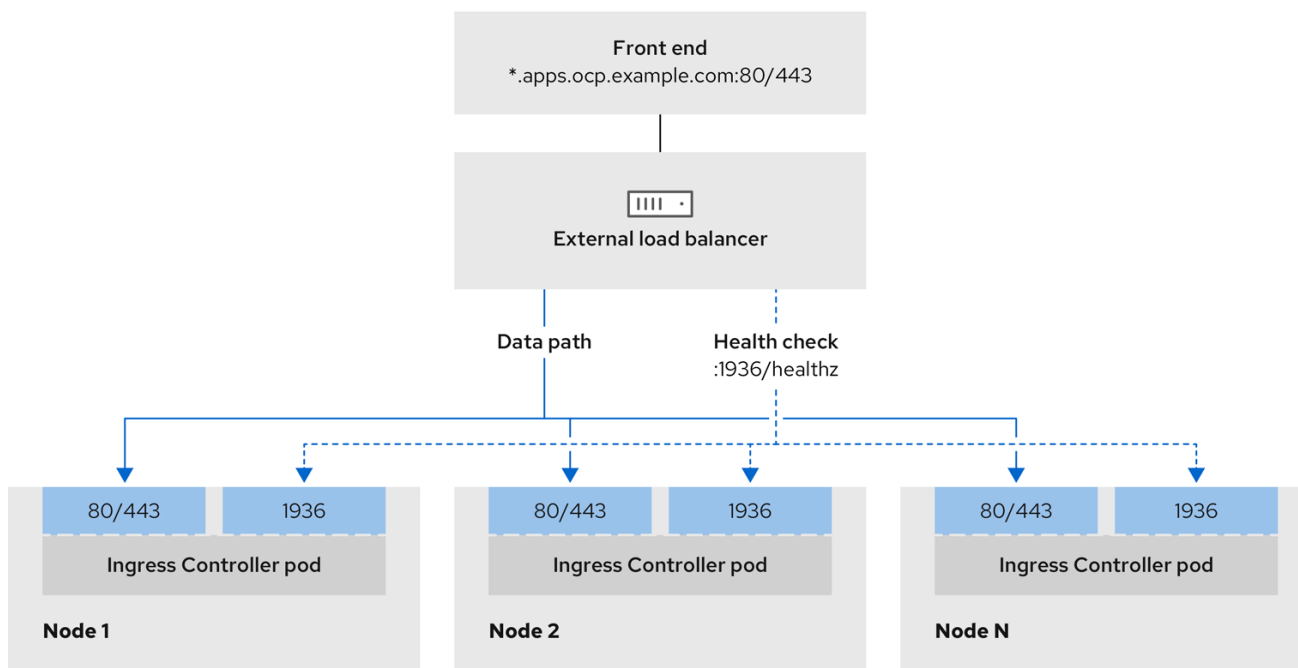 Front end
*.apps.ocp.example.com:80/443
External load balancer
Data path
Health check
:1936/healthz
80/443
1936
Ingress Controller pod
Node 1
80/443
1936
Ingress Controller pod
Node 2
80/443
1936
Ingress Controller pod
Node N